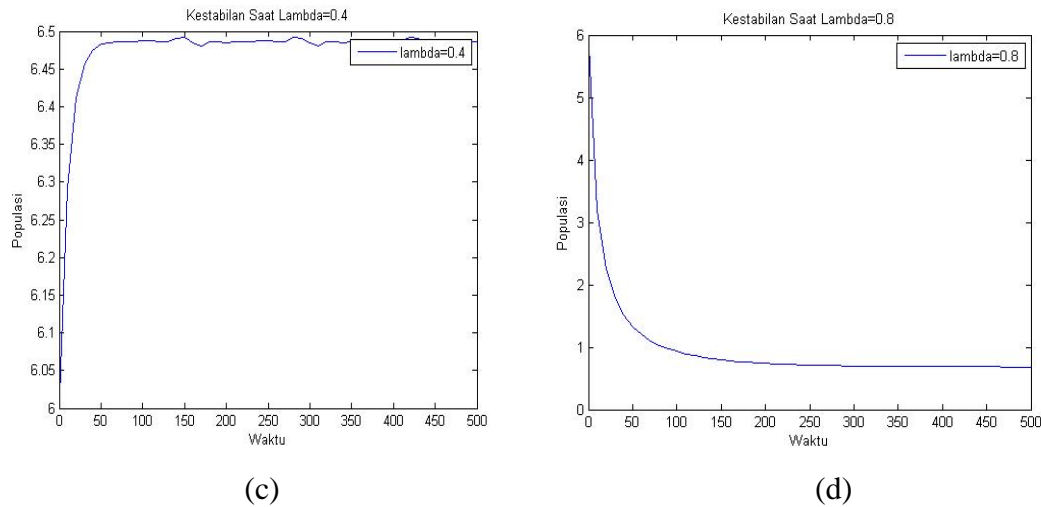 Kestabilan Saat Lambda=0.4
6.5
6.45
6.4
6.35
6.3
6.25
6.2
6.15
6.1
6.05
6
lambda=0.4
Populasi
0 50 100 150 200 250 300 350 400 450 500
Waktu
(c)
Kestabilan Saat Lambda=0.8
6
5
4
3
2
1
0
lambda=0.8
Populasi
0 50 100 150 200 250 300 350 400 450 500
Waktu
(d)